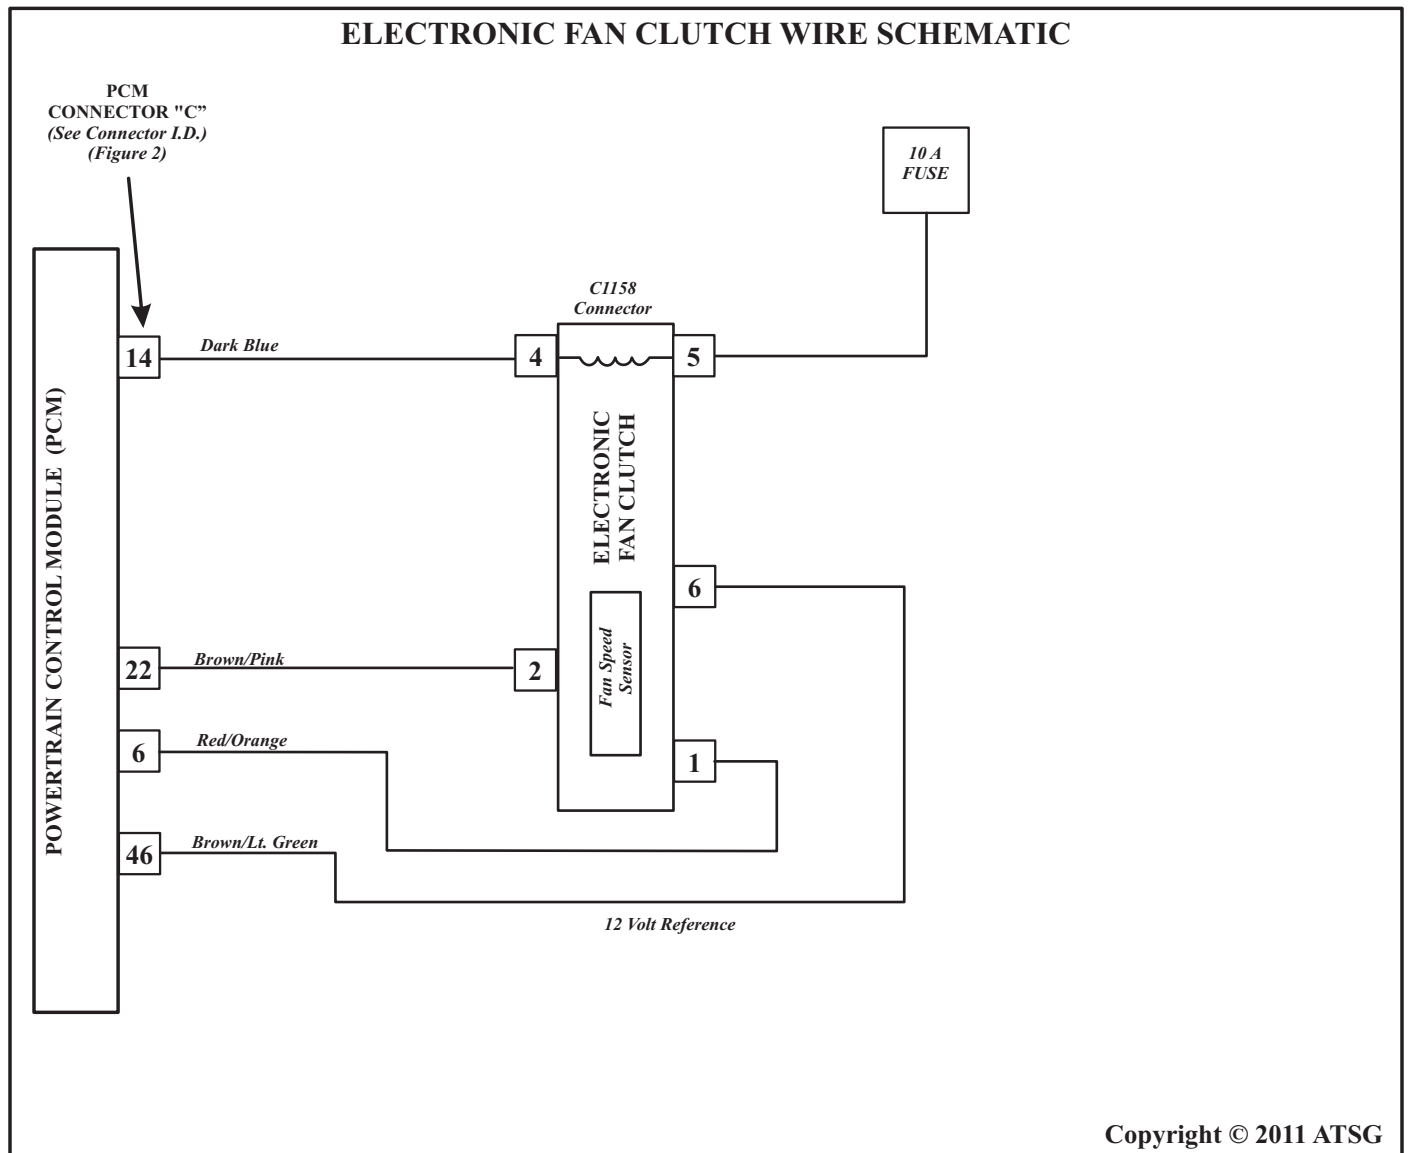 ELECTRONIC FAN CLUTCH WIRE SCHEMATIC
PCM
CONNECTOR "C”
(See Connector I.D.)
(Figure 2)
10 A
FUSE
C1158
Connector
14
Dark Blue
4
5
POWERTRAIN CONTROL MODULE (PCM)
ELECTRONIC
FAN CLUTCH
6
22
Brown/Pink
2
Fan Speed
Sensor
6
Red/Orange
1
46
Brown/Lt. Green
12 Volt Reference
Copyright © 2011 ATSG